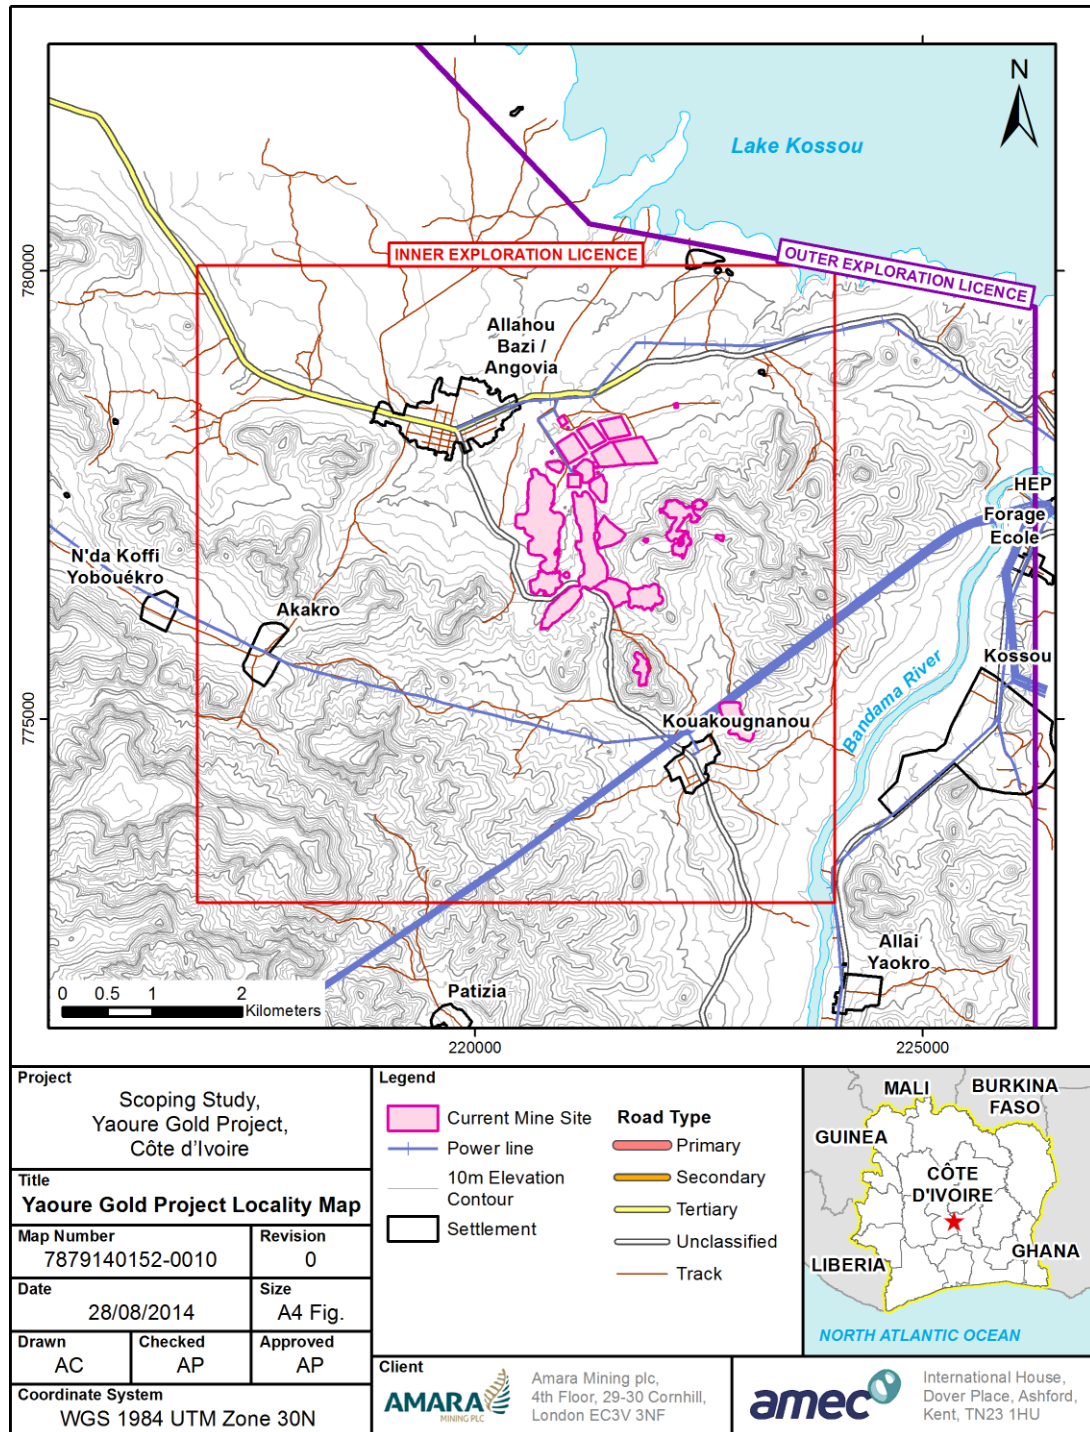 N
Lake Kossou
780000
INNER EXPLORATION LICENCE
OUTER EXPLORATION LICENCE
Allahou
Bazi /
Angovia
HEP
Forage
Ecole
N'da Koffi
Yobouékro
Akakro
Kossou
775000
Bandama River
Kouakougnanou
Allai
Yaokro
Patizia
0 0.5 1 2
Kilometers
220000
225000
Project
Scoping Study,
Yaoure Gold Project,
Côte d'Ivoire
Title
Yaoure Gold Project Locality Map
Map Number
7879140152-0010
Revision
0
Date
28/08/2014
Size
A4 Fig.
Drawn
AC
Checked
AP
Approved
AP
Coordinate System
WGS 1984 UTM Zone 30N
Legend
Current Mine Site
Power line
10m Elevation
Contour
Settlement
Road Type
Primary
Secondary
Tertiary
Unclassified
Track
MALI
BURKINA
FASO
GUINEA
CÔTE
D'IVOIRE
LIBERIA
GHANA
NORTH ATLANTIC OCEAN
Client
AMARA
MINING PLC
Amara Mining plc,
4th Floor, 29-30 Cornhill,
London EC3V 3NF
amec
International House,
Dover Place, Ashford,
Kent, TN23 1HU